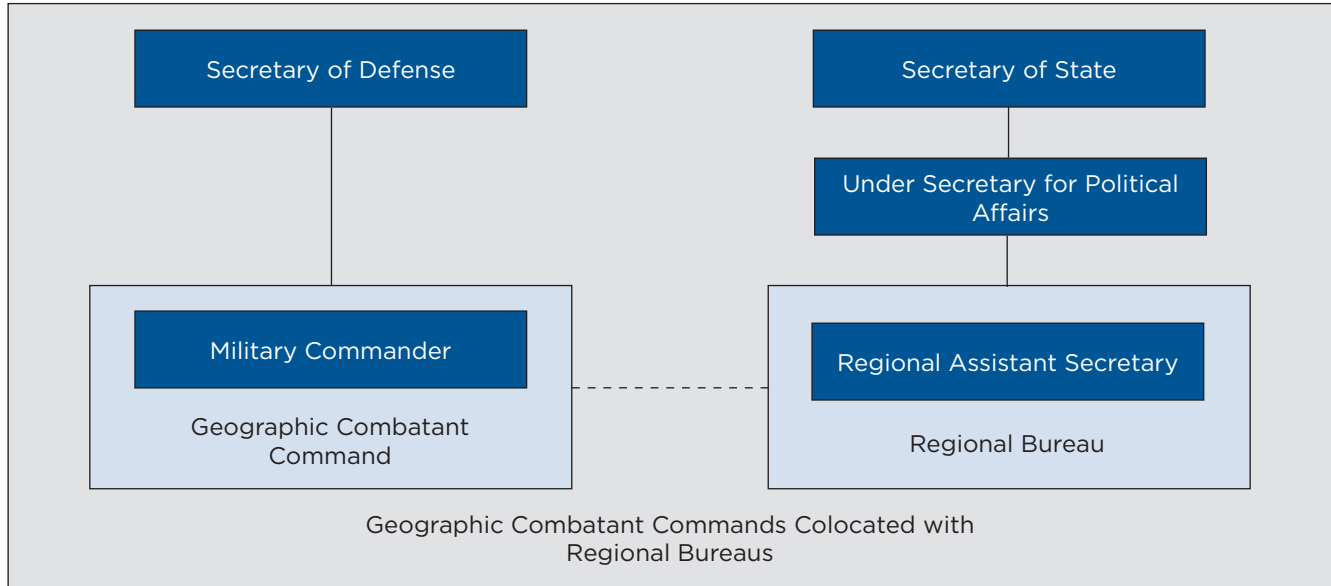 Secretary of Defense
Secretary of State
Under Secretary for Political
Affairs
Military Commander
Geographic Combatant
Command
Regional Assistant Secretary
Regional Bureau
Geographic Combatant Commands Colocated with
Regional Bureaus